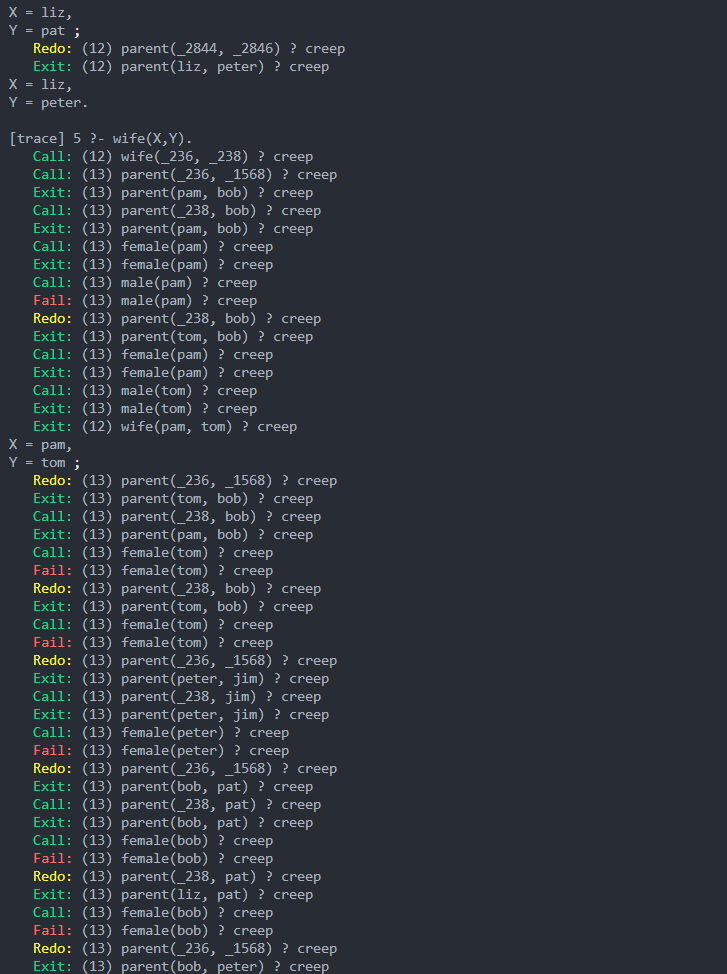 X = liz,
Y = pat ;
   Redo: (12) parent(_2844, _2846) ? creep
   Exit: (12) parent(liz, peter) ? creep
X = liz,
Y = peter.

[trace] 5 ?- wife(X,Y).
   Call: (12) wife(_236, _238) ? creep
   Call: (13) parent(_236, _1568) ? creep
   Exit: (13) parent(pam, bob) ? creep
   Call: (13) parent(_238, bob) ? creep
   Exit: (13) parent(pam, bob) ? creep
   Call: (13) female(pam) ? creep
   Exit: (13) female(pam) ? creep
   Call: (13) male(pam) ? creep
   Fail: (13) male(pam) ? creep
   Redo: (13) parent(_238, bob) ? creep
   Exit: (13) parent(tom, bob) ? creep
   Call: (13) female(pam) ? creep
   Exit: (13) female(pam) ? creep
   Call: (13) male(tom) ? creep
   Exit: (13) male(tom) ? creep
   Exit: (12) wife(pam, tom) ? creep
X = pam,
Y = tom ;
   Redo: (13) parent(_236, _1568) ? creep
   Exit: (13) parent(tom, bob) ? creep
   Call: (13) parent(_238, bob) ? creep
   Exit: (13) parent(pam, bob) ? creep
   Call: (13) female(tom) ? creep
   Fail: (13) female(tom) ? creep
   Redo: (13) parent(_238, bob) ? creep
   Exit: (13) parent(tom, bob) ? creep
   Call: (13) female(tom) ? creep
   Fail: (13) female(tom) ? creep
   Redo: (13) parent(_236, _1568) ? creep
   Exit: (13) parent(peter, jim) ? creep
   Call: (13) parent(_238, jim) ? creep
   Exit: (13) parent(peter, jim) ? creep
   Call: (13) female(peter) ? creep
   Fail: (13) female(peter) ? creep
   Redo: (13) parent(_236, _1568) ? creep
   Exit: (13) parent(bob, pat) ? creep
   Call: (13) parent(_238, pat) ? creep
   Exit: (13) parent(bob, pat) ? creep
   Call: (13) female(bob) ? creep
   Fail: (13) female(bob) ? creep
   Redo: (13) parent(_238, pat) ? creep
   Exit: (13) parent(liz, pat) ? creep
   Call: (13) female(bob) ? creep
   Fail: (13) female(bob) ? creep
   Redo: (13) parent(_236, _1568) ? creep
   Exit: (13) parent(bob, peter) ? creep